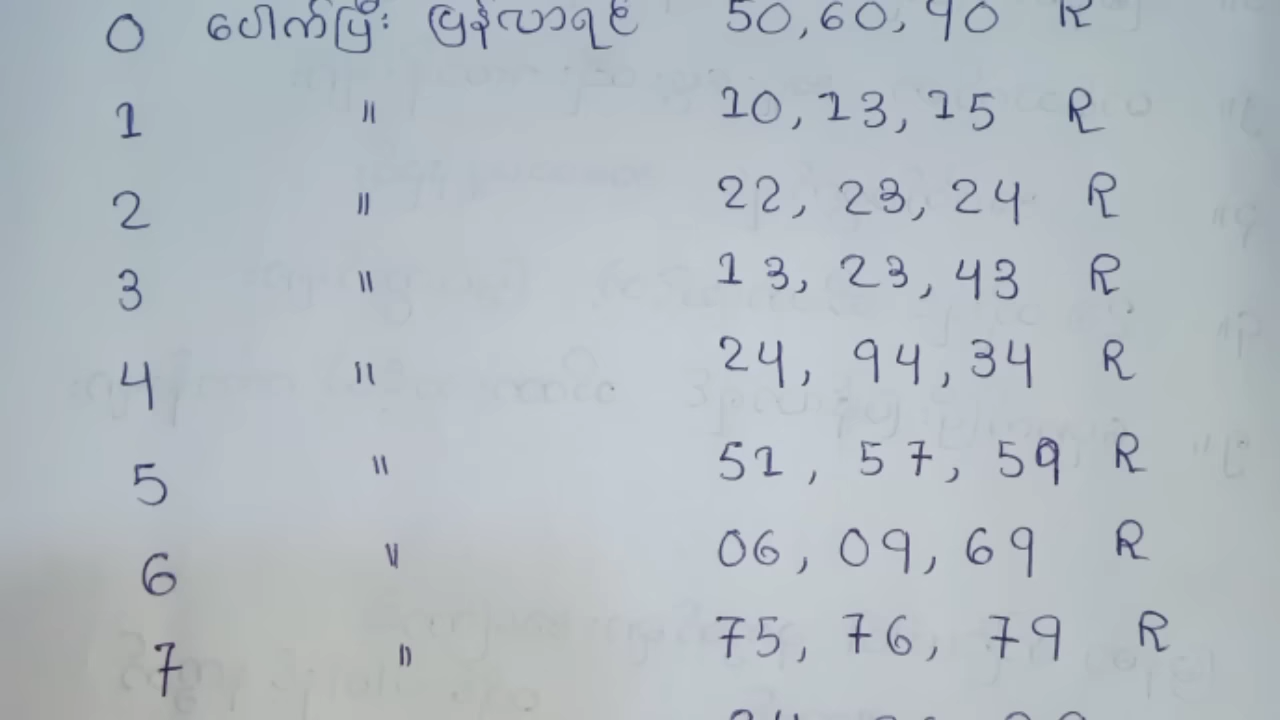 0 ပေါက်ပြီး ပြန်လာရင် 50, 60, 90 R
1 " 10, 13, 15 R
2 " 22, 23, 24 R
3 " 13, 23, 43 R
4 " 24, 94, 34 R
5 " 51, 57, 59 R
6 " 06, 09, 69 R
7 " 75, 76, 79 R